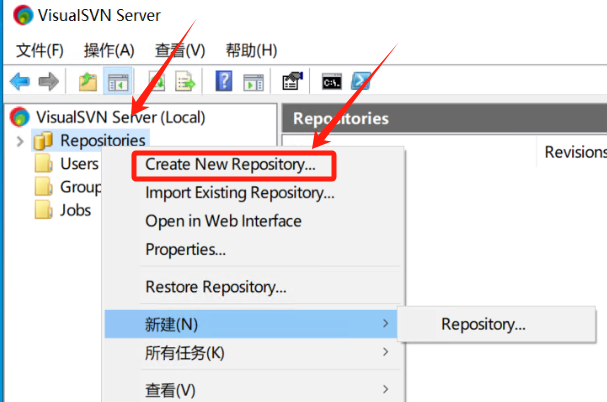 VisualSVN Server
文件(F) 操作(A) 查看(V) 帮助(H)
VisualSVN Server (Local)
Repositories
Users
Group
Jobs
Repositories
Revisions
Create New Repository...
Import Existing Repository...
Open in Web Interface
Properties...
Restore Repository...
新建(N)
Repository...
所有任务(K)
查看(V)